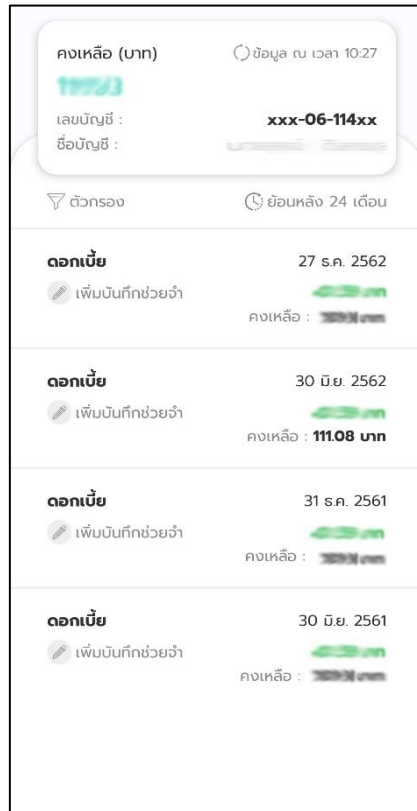 คงเหลือ (บาท) ข้อมูล ณ เวลา 10:27
เลขบัญชี : xxx-06-114xx
ชื่อบัญชี :
ตัวกรอง ย้อนหลัง 24 เดือน
ดอกเบี้ย 27 ธ.ค. 2562
เพิ่มบันทึกช่วยจำ
คงเหลือ :
ดอกเบี้ย 30 มิ.ย. 2562
เพิ่มบันทึกช่วยจำ
คงเหลือ : 111.08 บาท
ดอกเบี้ย 31 ธ.ค. 2561
เพิ่มบันทึกช่วยจำ
คงเหลือ :
ดอกเบี้ย 30 มิ.ย. 2561
เพิ่มบันทึกช่วยจำ
คงเหลือ :